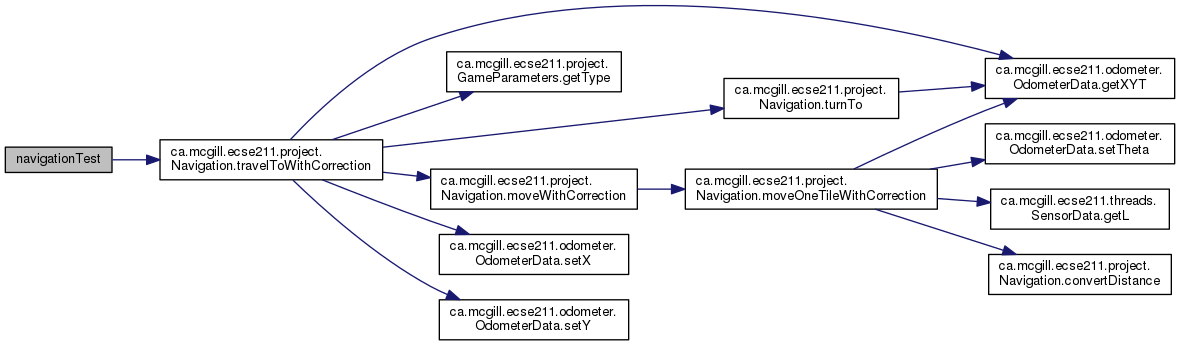 navigationTest
ca.mcgill.ecse211.project.
Navigation.travelToWithCorrection
ca.mcgill.ecse211.project.
GameParameters.getType
ca.mcgill.ecse211.project.
Navigation.turnTo
ca.mcgill.ecse211.project.
Navigation.moveWithCorrection
ca.mcgill.ecse211.odometer.
OdometerData.setX
ca.mcgill.ecse211.odometer.
OdometerData.setY
ca.mcgill.ecse211.project.
Navigation.moveOneTileWithCorrection
ca.mcgill.ecse211.odometer.
OdometerData.getXYT
ca.mcgill.ecse211.odometer.
OdometerData.setTheta
ca.mcgill.ecse211.threads.
SensorData.getL
ca.mcgill.ecse211.project.
Navigation.convertDistance